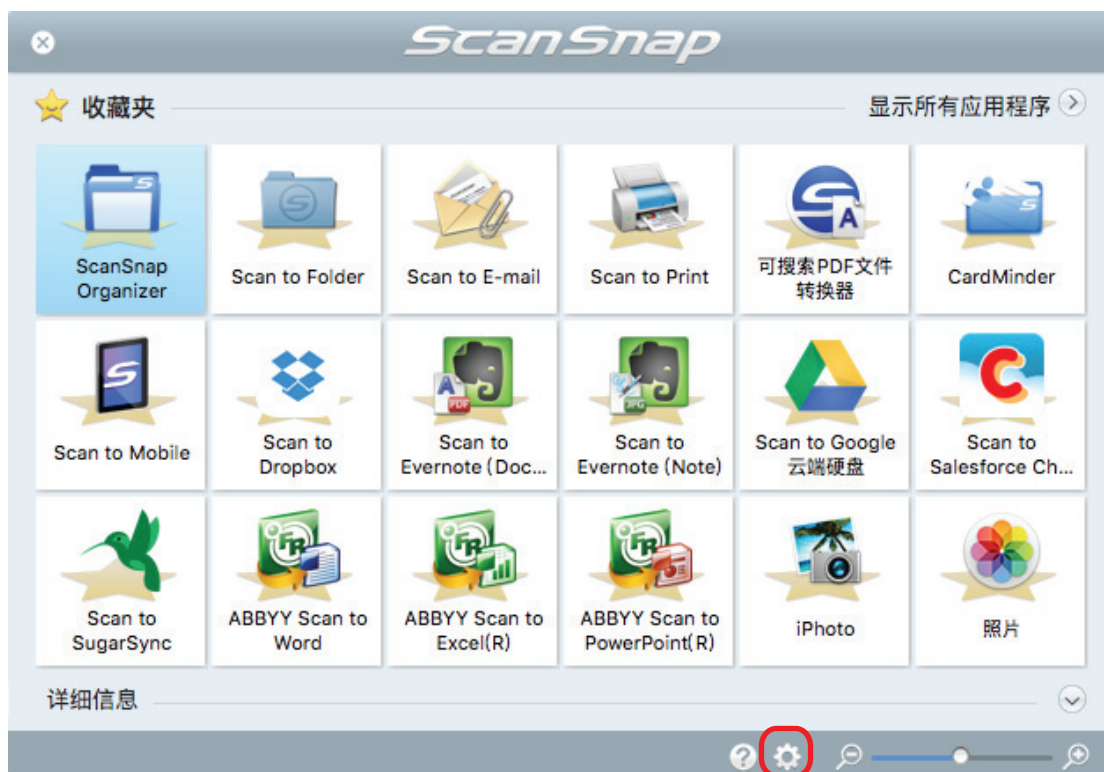 ScanSnap
收藏夹
显示所有应用程序
ScanSnap
Organizer
Scan to Folder
Scan to E-mail
Scan to Print
可搜索PDF文件
转换器
CardMinder
Scan to Mobile
Scan to
Dropbox
Scan to
Evernote (Doc...
Scan to
Evernote (Note)
Scan to Google
云端硬盘
Scan to
Salesforce Ch...
Scan to
SugarSync
ABBYY Scan to
Word
ABBYY Scan to
Excel(R)
ABBYY Scan to
PowerPoint(R)
iPhoto
照片
详细信息